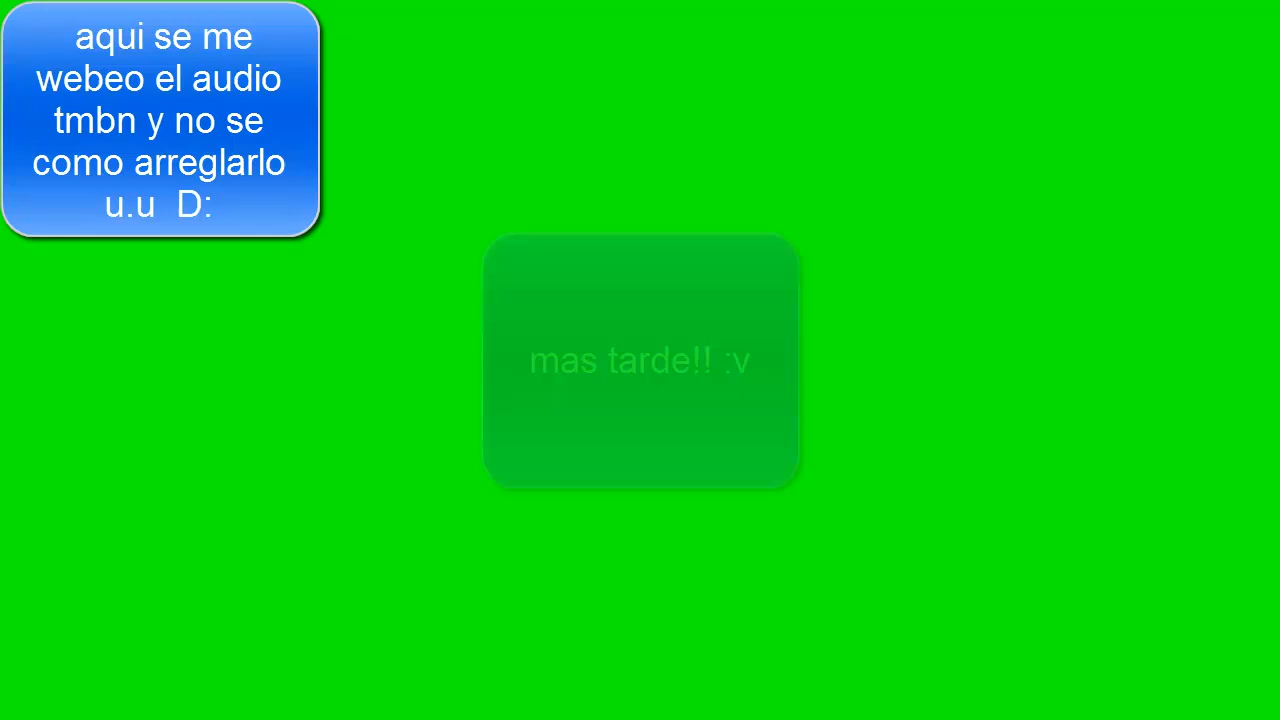 aqui se me
webeo el audio
tmbn y no se
como arreglarlo
u.u  D:
mas tarde!! :v